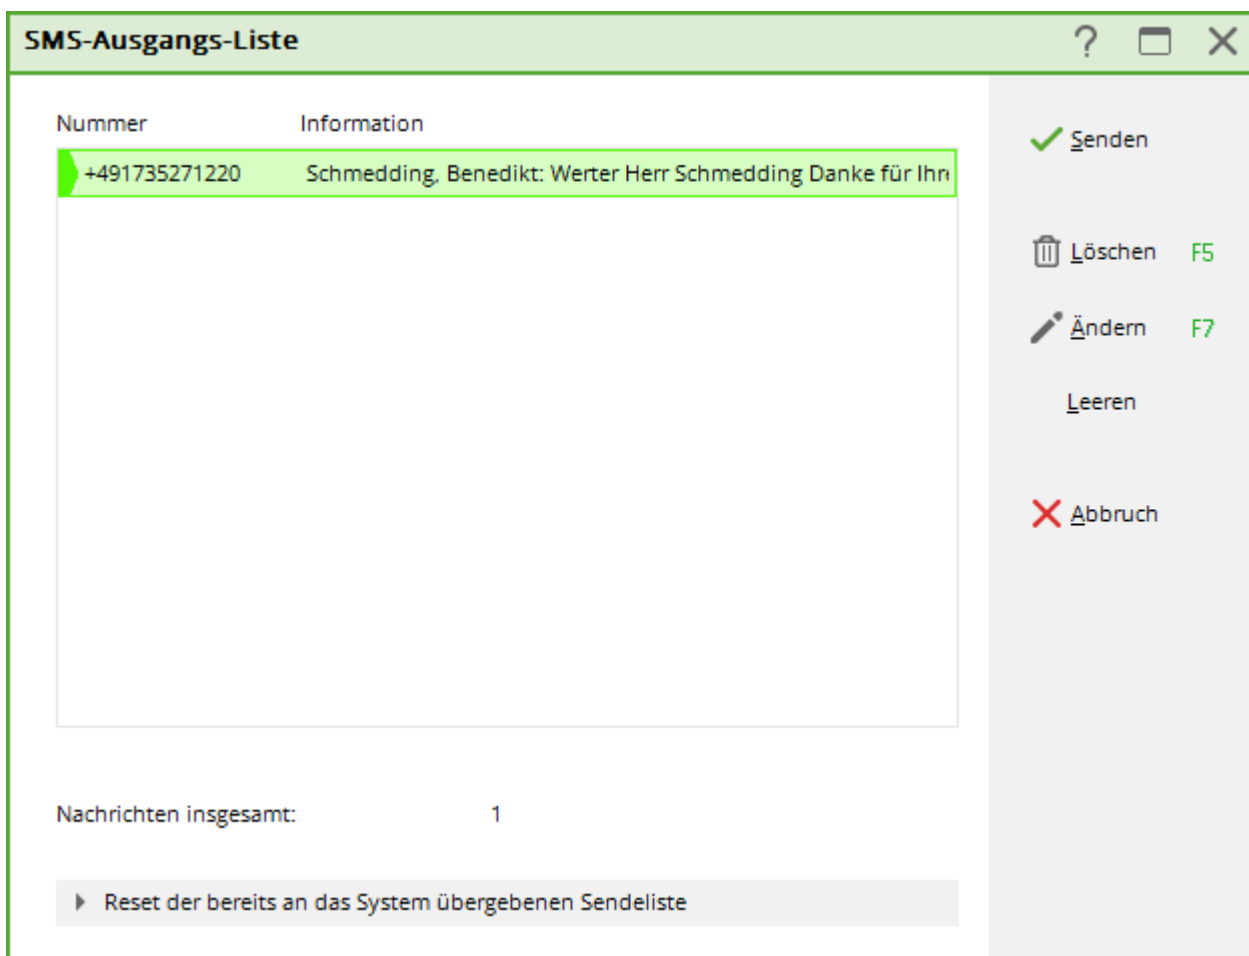 SMS-Ausgangs-Liste
Nummer Information
+491735271220 Schmedding, Benedikt: Werter Herr Schmedding Danke für Ihre
Senden
Löschen F5
Ändern F7
Leeren
Abbruch
Nachrichten insgesamt: 1
Reset der bereits an das System übergebenen Sendeliste